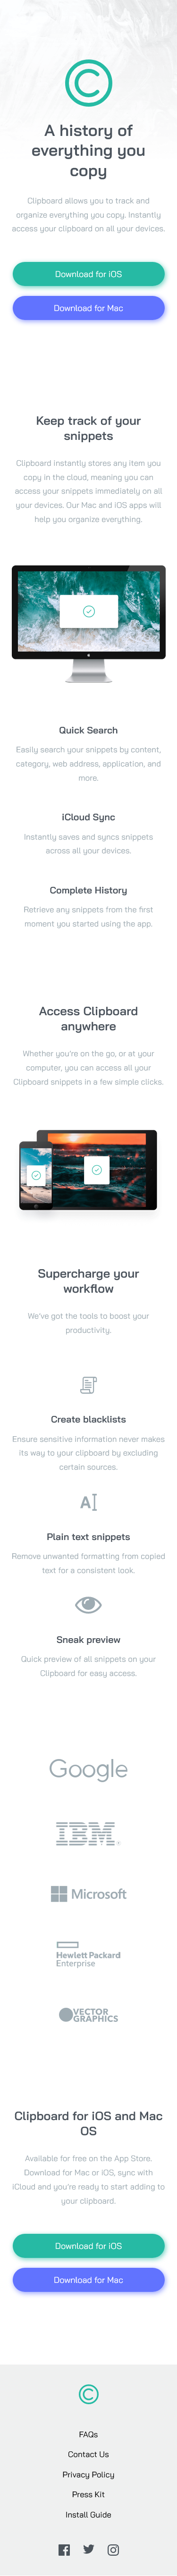 ©
A history of
everything you
copy
Clipboard allows you to track and
organize everything you copy. Instantly
access your clipboard on all your devices.
Download for iOS
Download for Mac
Keep track of your
snippets
Clipboard instantly stores any item you
copy in the cloud, meaning you can
access your snippets immediately on all
your devices. Our Mac and iOS apps will
help you organize everything.
Quick Search
Easily search your snippets by content,
category, web address, application, and
more.
iCloud Sync
Instantly saves and syncs snippets
across all your devices.
Complete History
Retrieve any snippets from the first
moment you started using the app.
Access Clipboard
anywhere
Whether you're on the go, or at your
computer, you can access all your
Clipboard snippets in a few simple clicks.
Supercharge your
workflow
We've got the tools to boost your
productivity.
Create blacklists
Ensure sensitive information never makes
its way to your clipboard by excluding
certain sources.
A
Plain text snippets
Remove unwanted formatting from copied
text for a consistent look.
Sneak preview
Quick preview of all snippets on your
Clipboard for easy access.
Google
IBM
Microsoft
Hewlett Packard
Enterprise
VECTOR
GRAPHICS
Clipboard for iOS and Mac
OS
Available for free on the App Store.
Download for Mac or iOS, sync with
iCloud and you're ready to start adding to
your clipboard.
Download for iOS
Download for Mac
©
FAQs
Contact Us
Privacy Policy
Press Kit
Install Guide